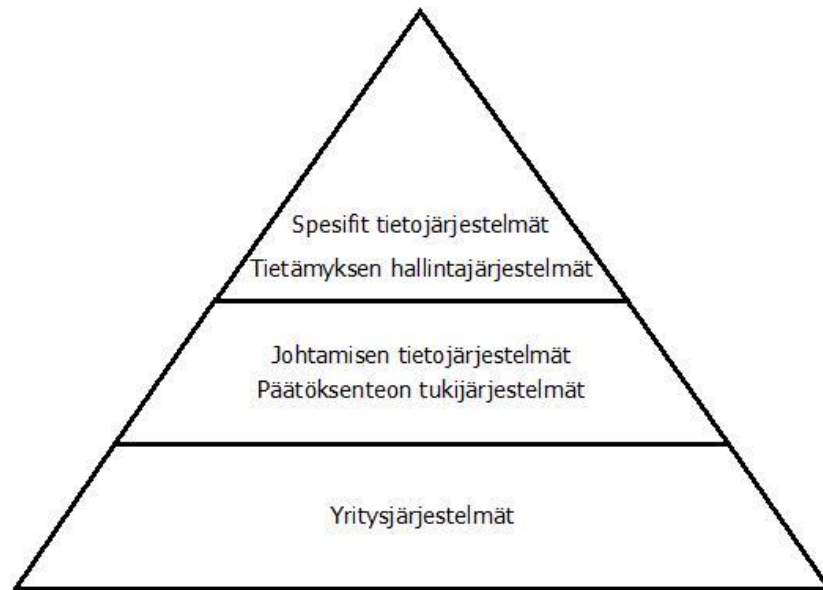 Spesifit tietojärjestelmät
Tietämyksen hallintajärjestelmät
Johtamisen tietojärjestelmät
Päätöksenteon tukijärjestelmät
Yritysjärjestelmät